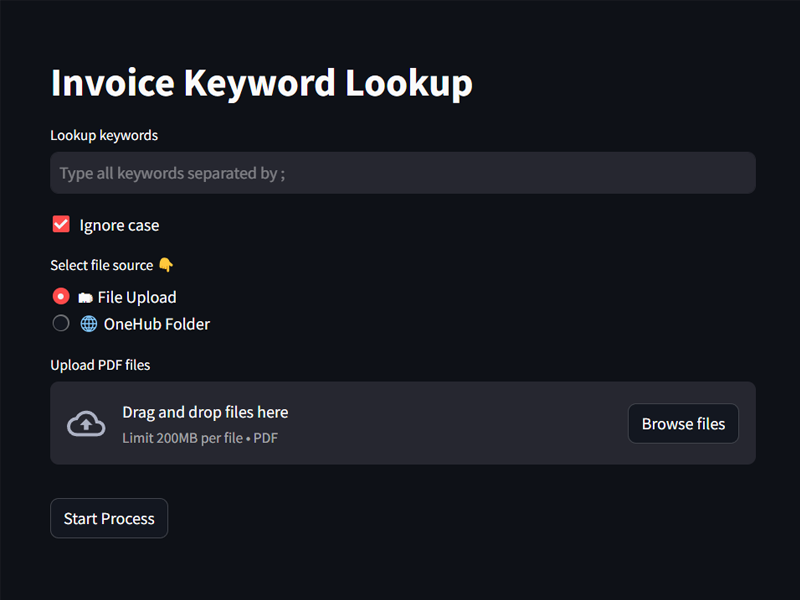 Invoice Keyword Lookup
Lookup keywords
Type all keywords separated by ;
Ignore case
Select file source 👇
File Upload
🌐 OneHub Folder
Upload PDF files
Drag and drop files here
Limit 200MB per file • PDF
Browse files
Start Process